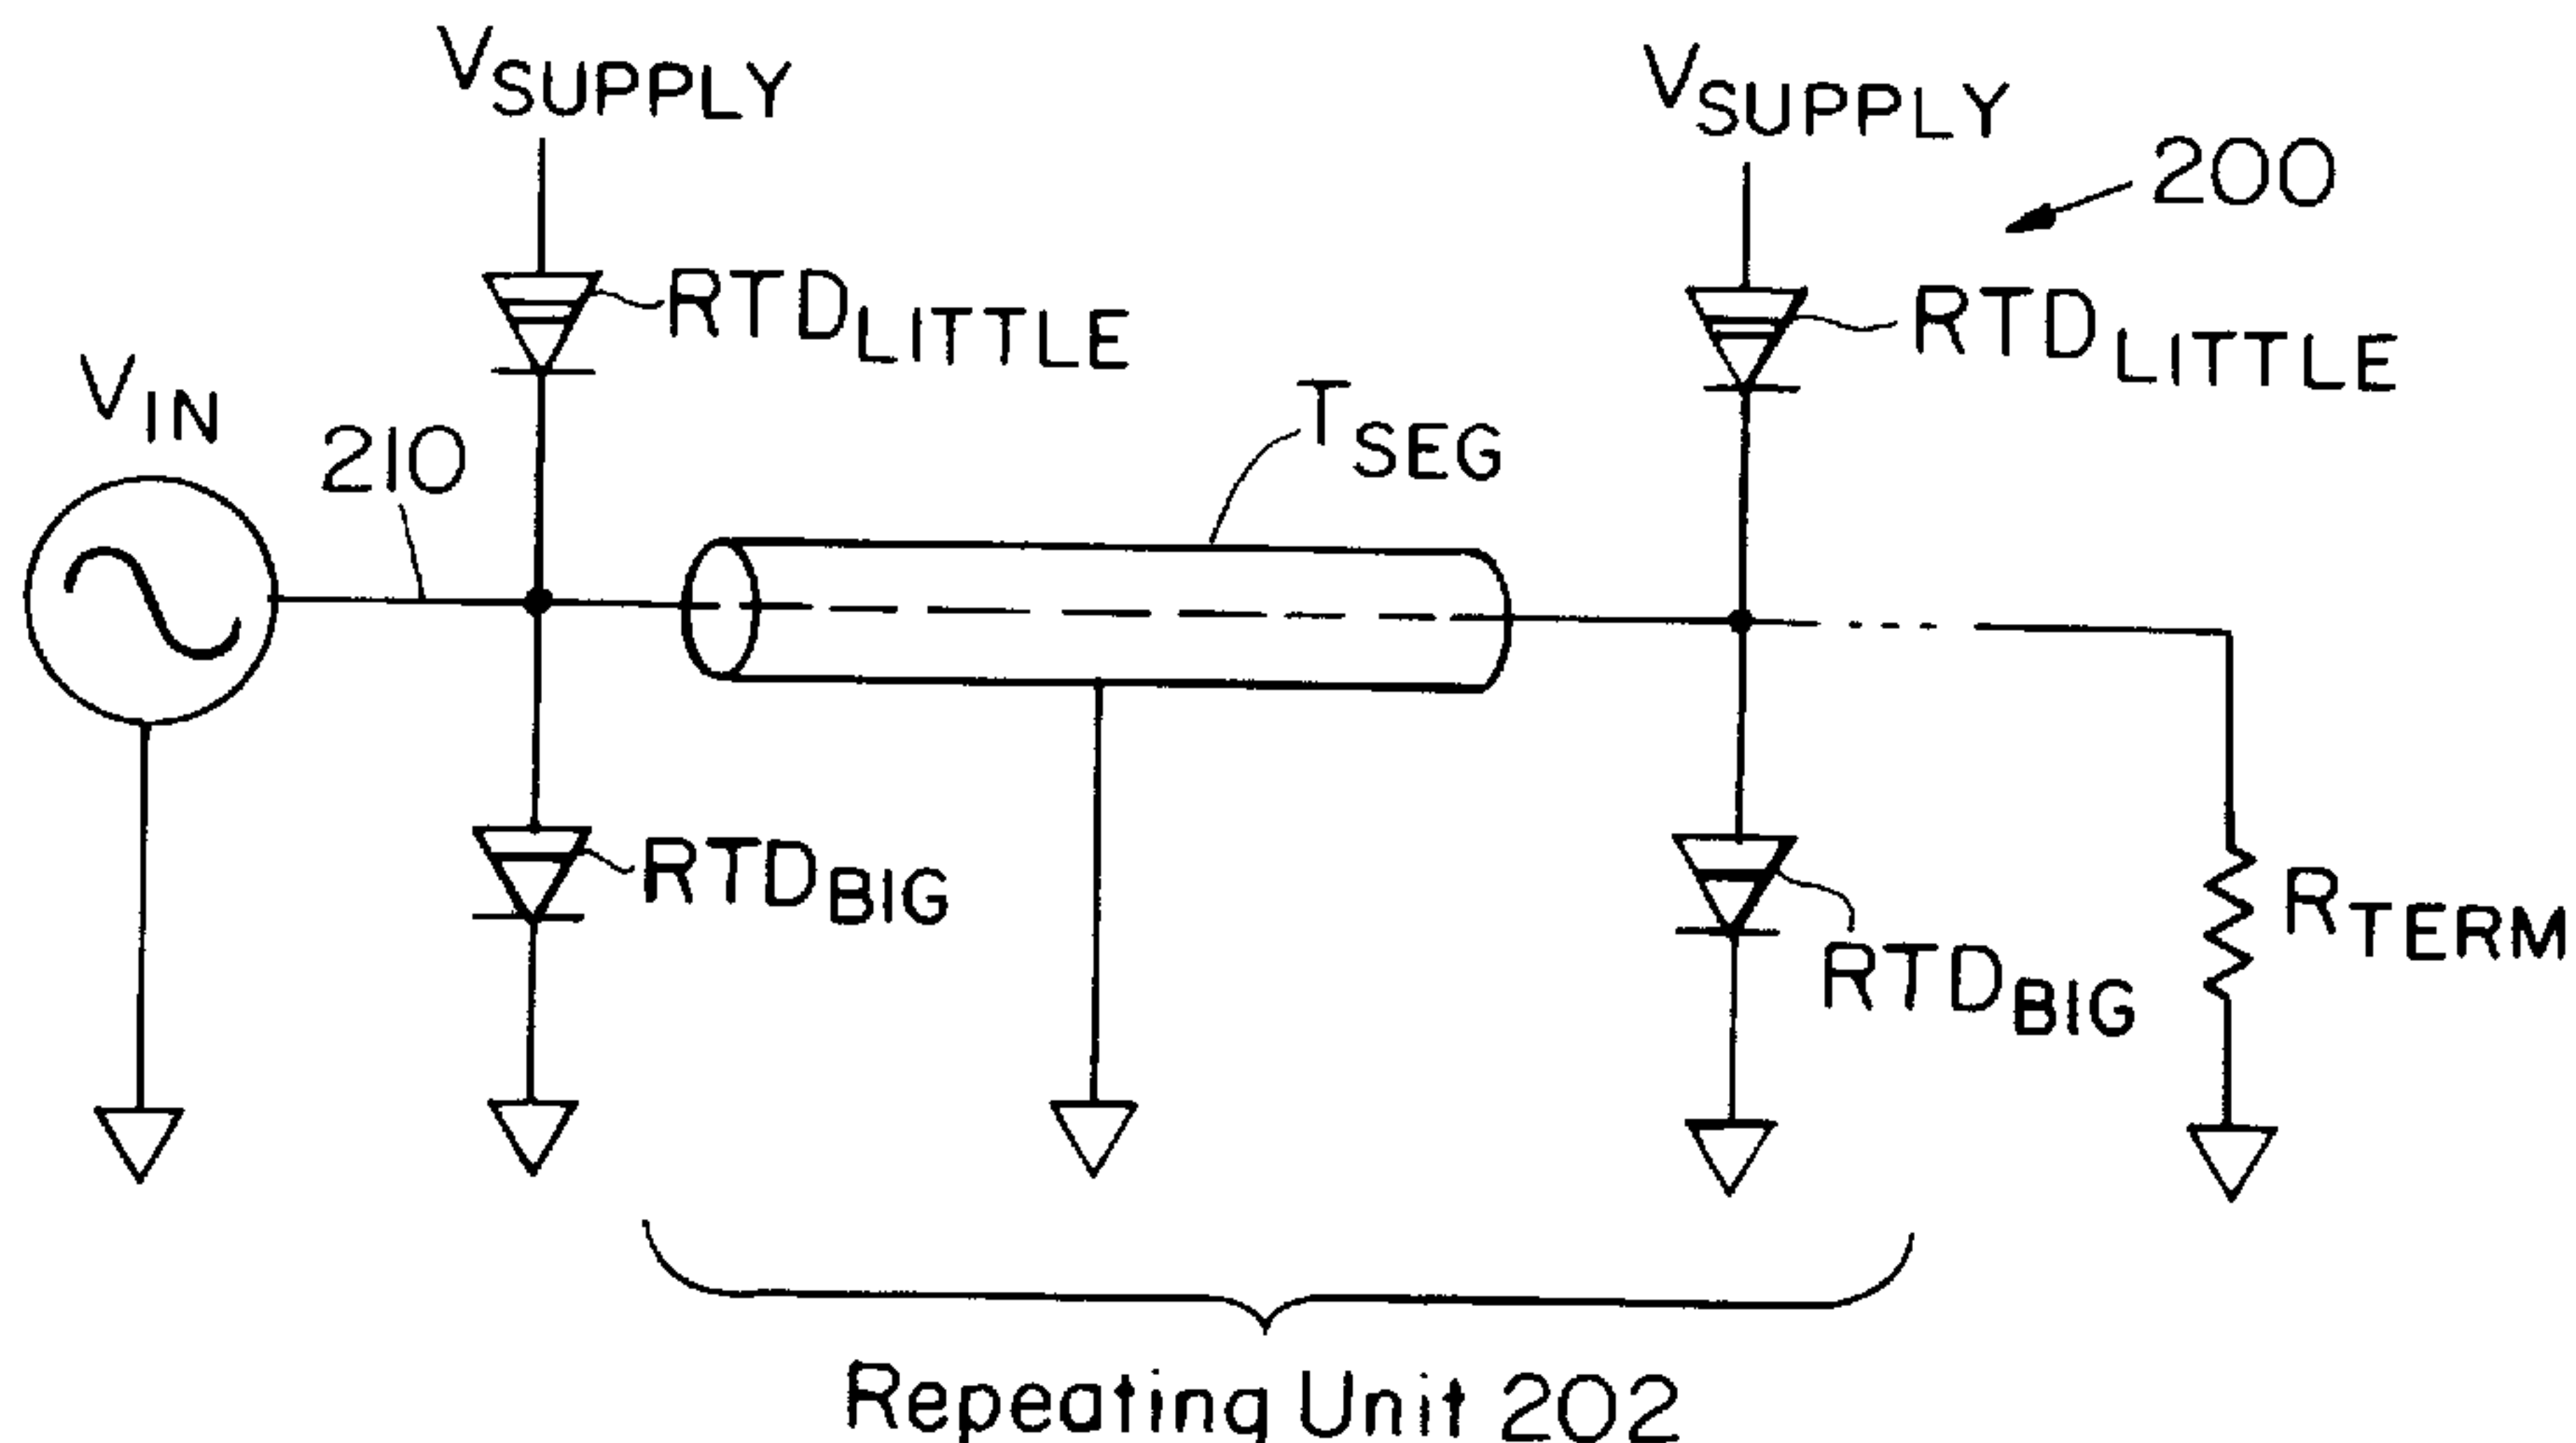 VSUPPLY
VSUPPLY
200
RTDLITTLE
RTDLITTLE
VIN
210
TSEG
RTDBIG
RTDBIG
RTERM
Repeating Unit 202